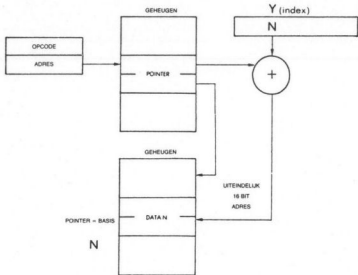 GEHEUGEN
Y (index)
N
OPCODE
ADRES
POINTER
+
GEHEUGEN
UITEINDELIJK
16 BIT
ADRES
POINTER – BASIS
DATA N
N